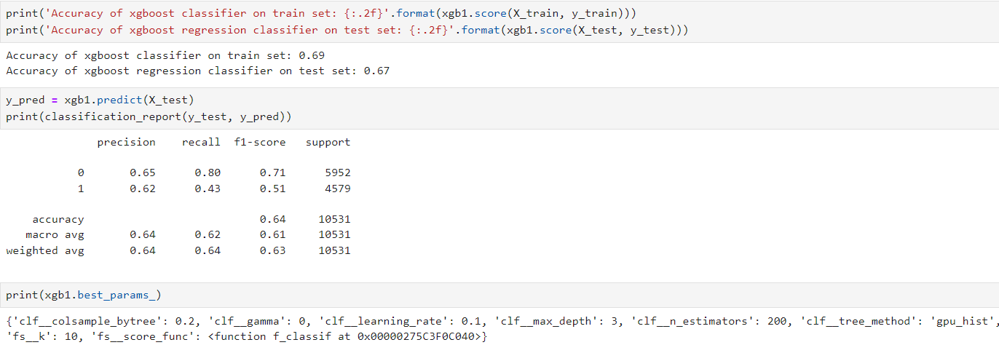 print('Accuracy of xgboost classifier on train set: {:.2f}'.format(xgb1.score(X_train, y_train)))
print('Accuracy of xgboost regression classifier on test set: {:.2f}'.format(xgb1.score(X_test, y_test)))
Accuracy of xgboost classifier on train set: 0.69
Accuracy of xgboost regression classifier on test set: 0.67
y_pred = xgb1.predict(X_test)
print(classification_report(y_test, y_pred))
precision recall f1-score support
0 0.65 0.80 0.71 5952
1 0.62 0.43 0.51 4579
accuracy 0.64 10531
macro avg 0.64 0.62 0.61 10531
weighted avg 0.64 0.64 0.63 10531
print(xgb1.best_params_)
{'clf__colsample_bytree': 0.2, 'clf__gamma': 0, 'clf__learning_rate': 0.1, 'clf__max_depth': 3, 'clf__n_estimators': 200, 'clf__tree_method': 'gpu_hist',
'fs__k': 10, 'fs__score_func': <function f_classif at 0x00000275C3F0C040>}